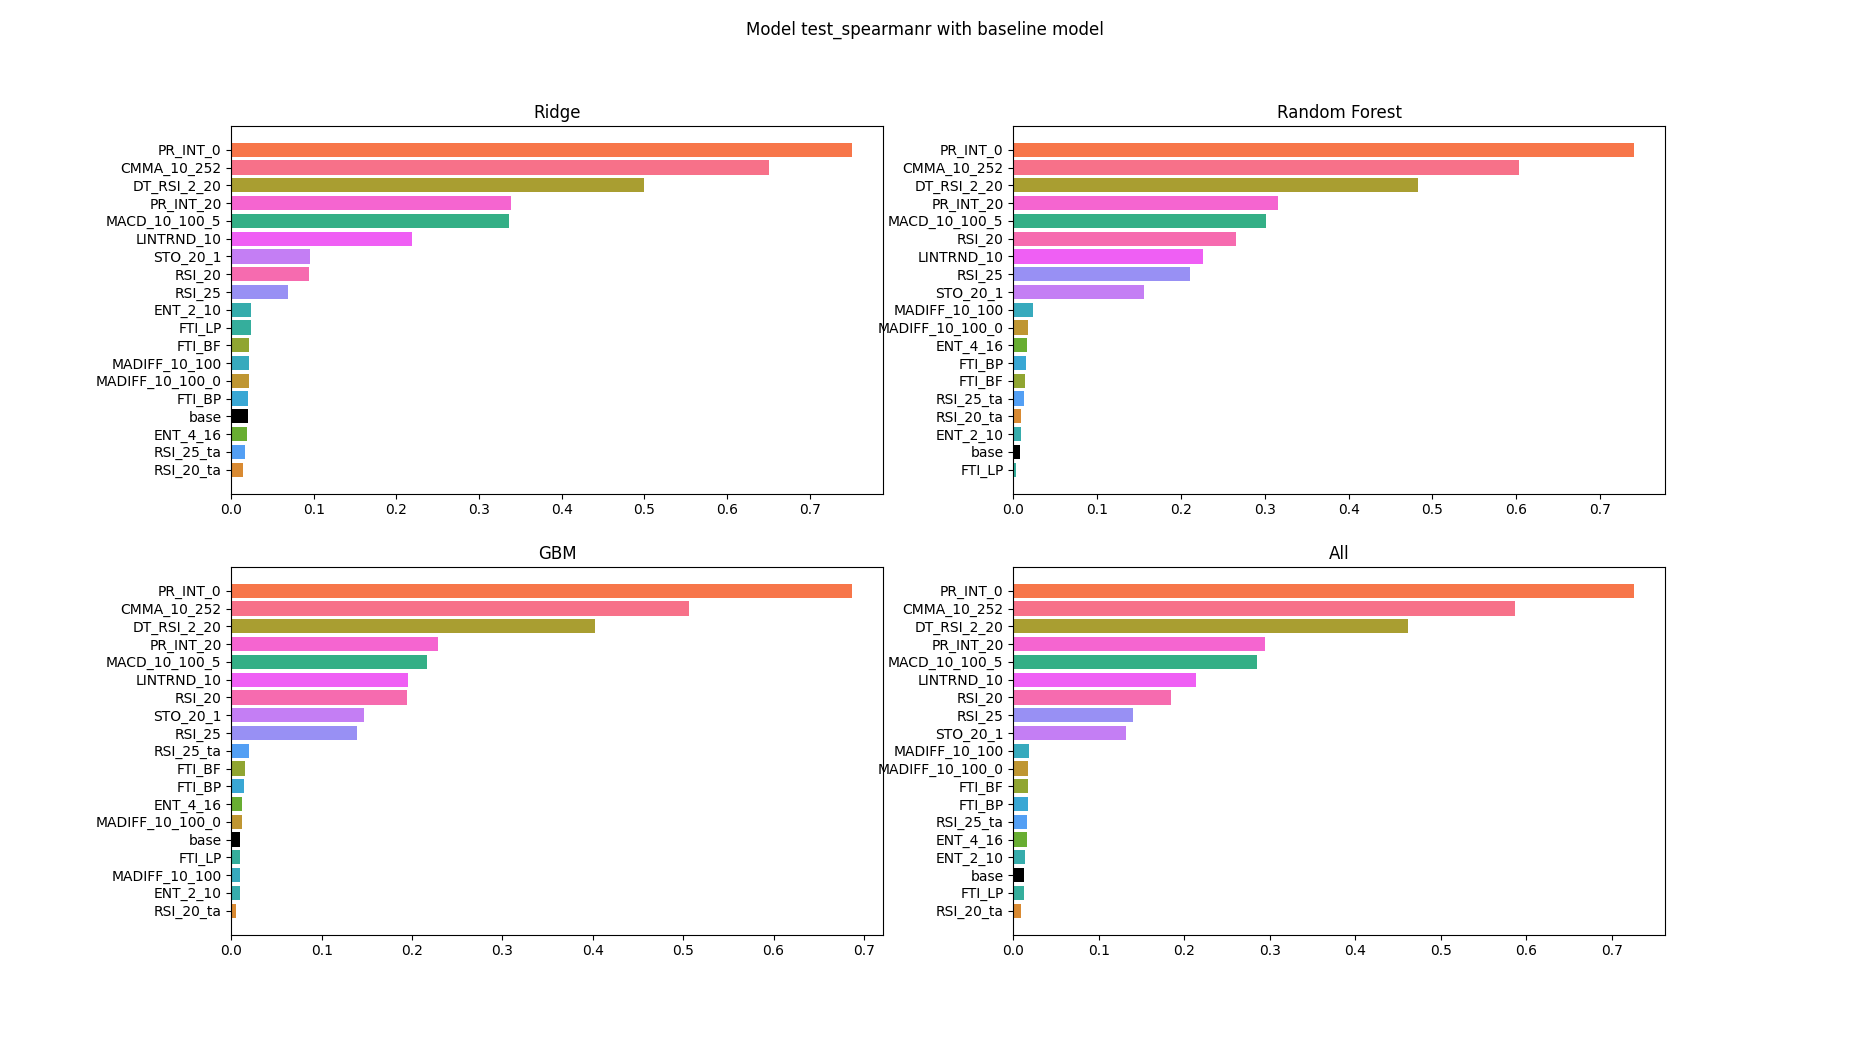 Model test_spearmanr with baseline model
Ridge
PR_INT_0
CMMA_10_252
DT_RSI_2_20
PR_INT_20
MACD_10_100_5
LINTRND_10
STO_20_1
RSI_20
RSI_25
ENT_2_10
FTI_LP
FTI_BF
MADIFF_10_100
MADIFF_10_100_0
FTI_BP
base
ENT_4_16
RSI_25_ta
RSI_20_ta
0.0 0.1 0.2 0.3 0.4 0.5 0.6 0.7
Random Forest
PR_INT_0
CMMA_10_252
DT_RSI_2_20
PR_INT_20
MACD_10_100_5
RSI_20
LINTRND_10
RSI_25
STO_20_1
MADIFF_10_100
MADIFF_10_100_0
ENT_4_16
FTI_BP
FTI_BF
RSI_25_ta
RSI_20_ta
ENT_2_10
base
FTI_LP
0.0 0.1 0.2 0.3 0.4 0.5 0.6 0.7
GBM
PR_INT_0
CMMA_10_252
DT_RSI_2_20
PR_INT_20
MACD_10_100_5
LINTRND_10
RSI_20
STO_20_1
RSI_25
RSI_25_ta
FTI_BF
FTI_BP
ENT_4_16
MADIFF_10_100_0
base
FTI_LP
MADIFF_10_100
ENT_2_10
RSI_20_ta
0.0 0.1 0.2 0.3 0.4 0.5 0.6 0.7
All
PR_INT_0
CMMA_10_252
DT_RSI_2_20
PR_INT_20
MACD_10_100_5
LINTRND_10
RSI_20
RSI_25
STO_20_1
MADIFF_10_100
MADIFF_10_100_0
FTI_BF
FTI_BP
RSI_25_ta
ENT_4_16
ENT_2_10
base
FTI_LP
RSI_20_ta
0.0 0.1 0.2 0.3 0.4 0.5 0.6 0.7